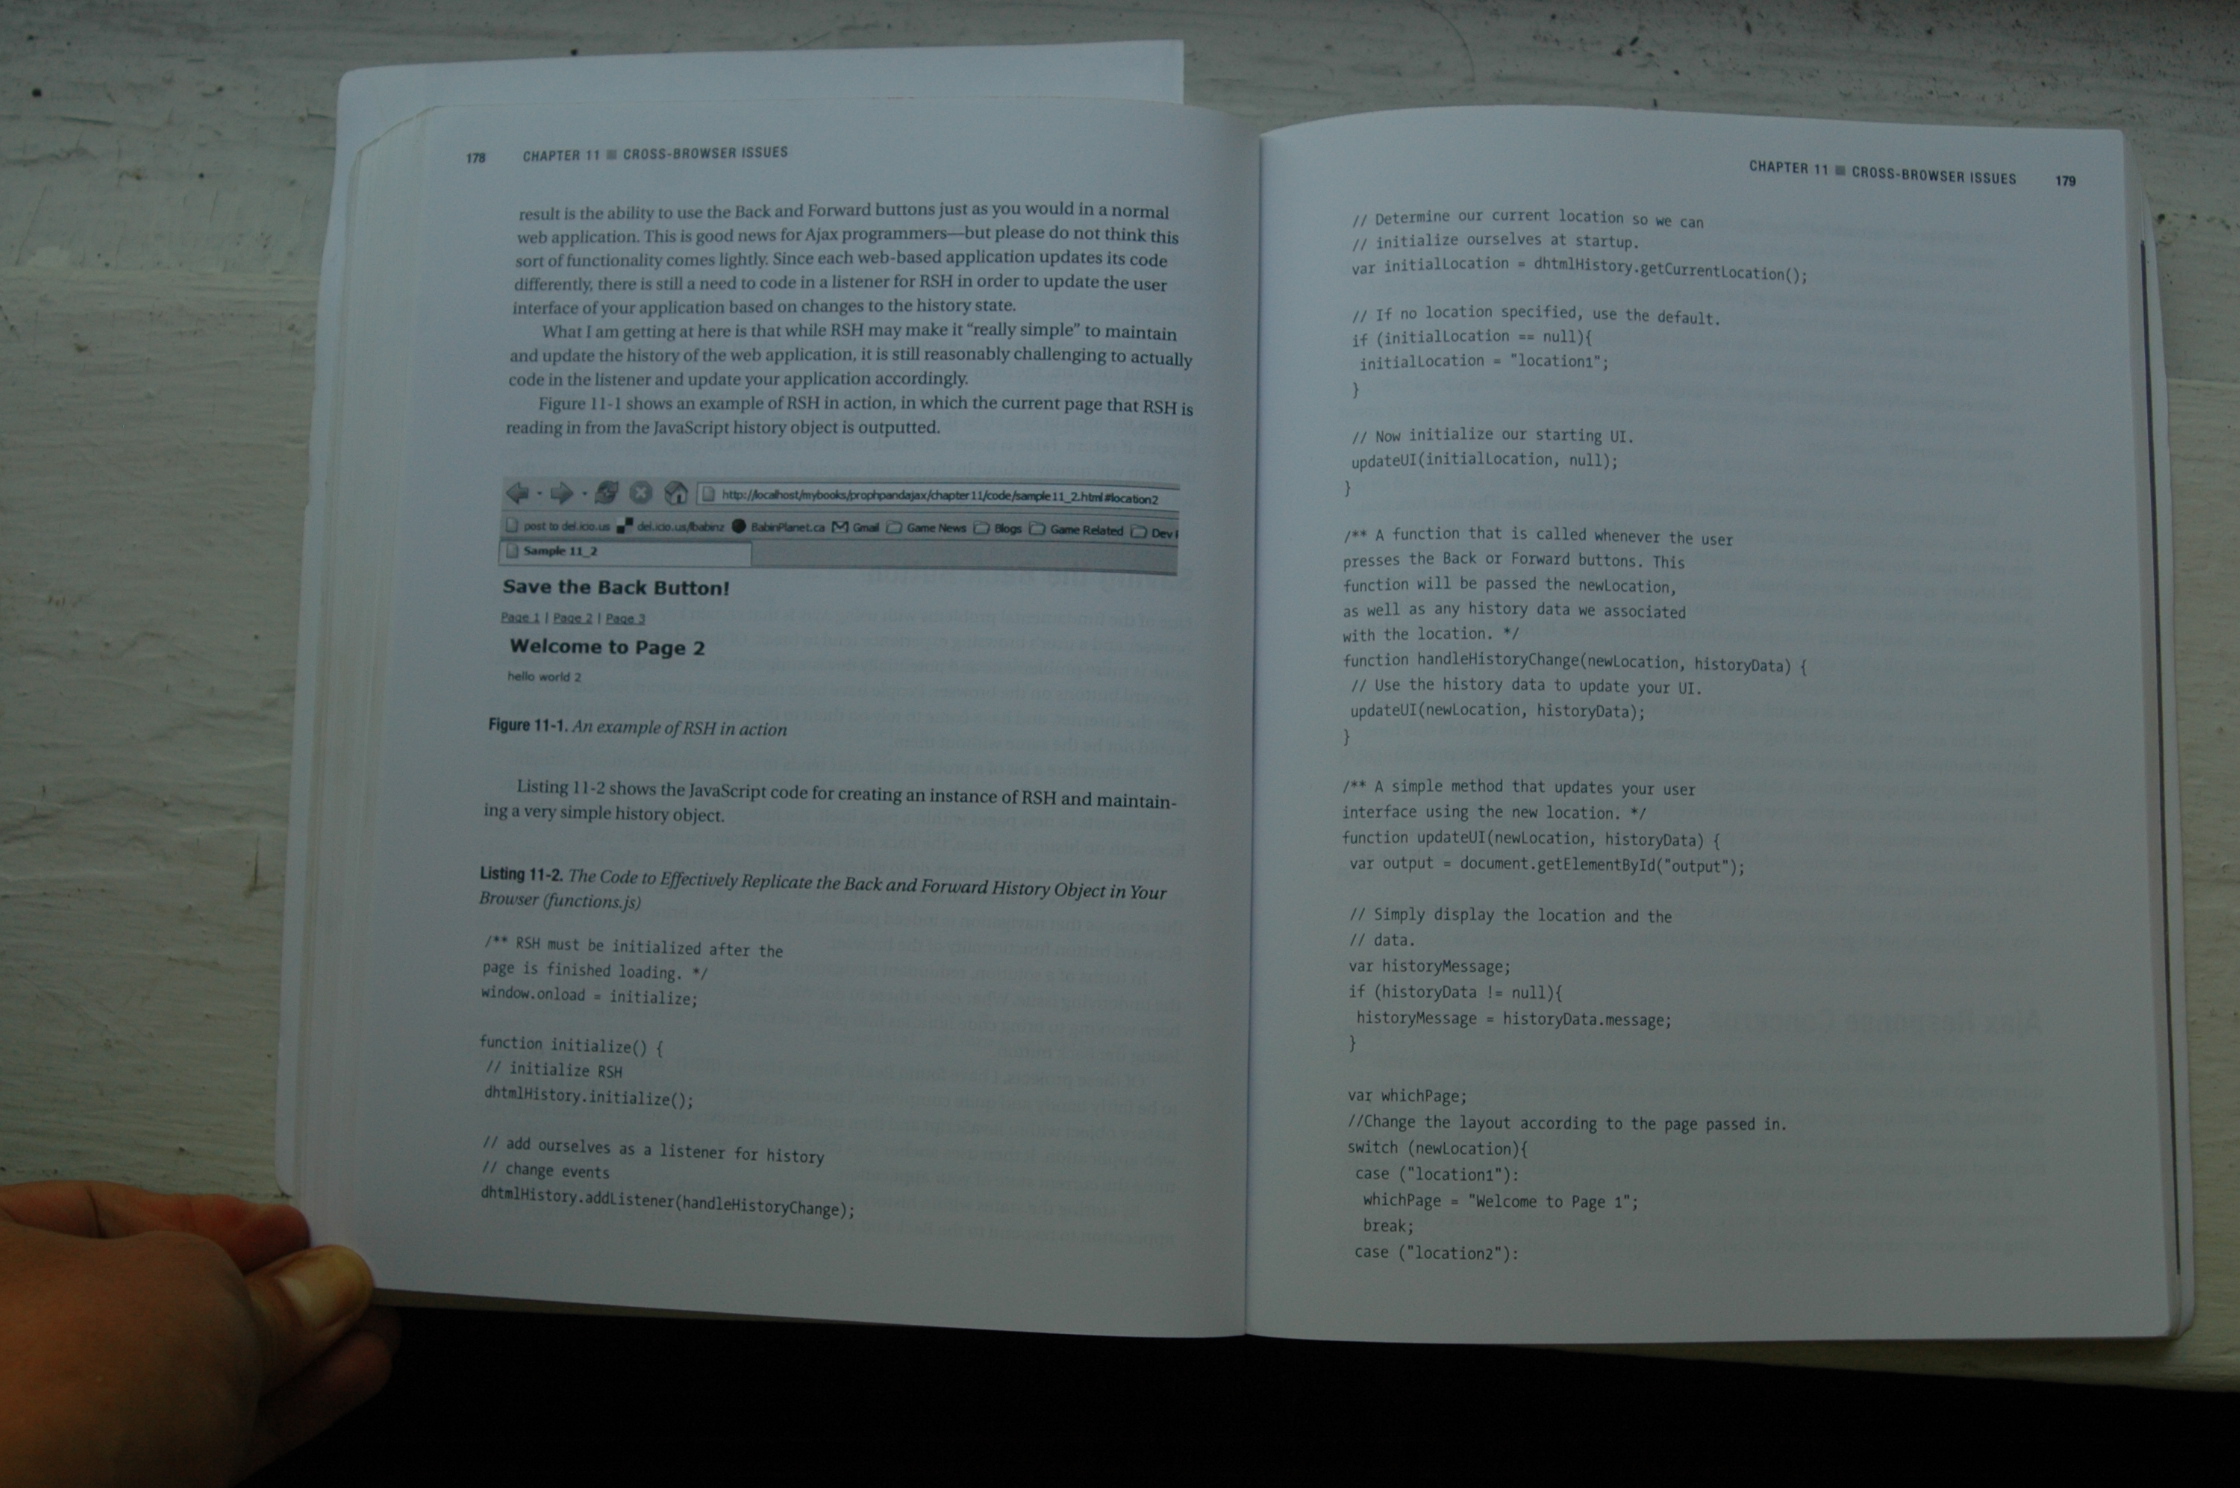 178 CHAPTER 11 ■ CROSS-BROWSER ISSUES
result is the ability to use the Back and Forward buttons just as you would in a normal
web application. This is good news for Ajax programmers—but please do not think this
sort of functionality comes lightly. Since each web-based application updates its code
differently, there is still a need to code in a listener for RSH in order to update the user
interface of your application based on changes to the history state.
What I am getting at here is that while RSH may make it “really simple” to maintain
and update the history of the web application, it is still reasonably challenging to actually
code in the listener and update your application accordingly.
Figure 11-1 shows an example of RSH in action, in which the current page that RSH is
reading in from the JavaScript history object is outputted.
http://localhost/mybooks/prophpandajax/chapter11/code/sample11_2.html#location2
post to del.icio.us del.icio.us/babinz BabinPlanet.ca Gmail Game News Blogs Game Related Dev
Sample 11_2
Save the Back Button!
Page 1 | Page 2 | Page 3
Welcome to Page 2
hello world 2
Figure 11-1. An example of RSH in action
Listing 11-2 shows the JavaScript code for creating an instance of RSH and maintain-
ing a very simple history object.
Listing 11-2. The Code to Effectively Replicate the Back and Forward History Object in Your
Browser (functions.js)
/** RSH must be initialized after the
page is finished loading. */
window.onload = initialize;
function initialize() {
// initialize RSH
dhtmlHistory.initialize();
// add ourselves as a listener for history
// change events
dhtmlHistory.addListener(handleHistoryChange);
CHAPTER 11 ■ CROSS-BROWSER ISSUES 179
// Determine our current location so we can
// initialize ourselves at startup.
var initialLocation = dhtmlHistory.getCurrentLocation();
// If no location specified, use the default.
if (initialLocation == null){
initialLocation = "location1";
}
// Now initialize our starting UI.
updateUI(initialLocation, null);
}
/** A function that is called whenever the user
presses the Back or Forward buttons. This
function will be passed the newLocation,
as well as any history data we associated
with the location. */
function handleHistoryChange(newLocation, historyData) {
// Use the history data to update your UI.
updateUI(newLocation, historyData);
}
/** A simple method that updates your user
interface using the new location. */
function updateUI(newLocation, historyData) {
var output = document.getElementById("output");
// Simply display the location and the
// data.
var historyMessage;
if (historyData != null){
historyMessage = historyData.message;
}
var whichPage;
//Change the layout according to the page passed in.
switch (newLocation){
case ("location1"):
whichPage = "Welcome to Page 1";
break;
case ("location2"):